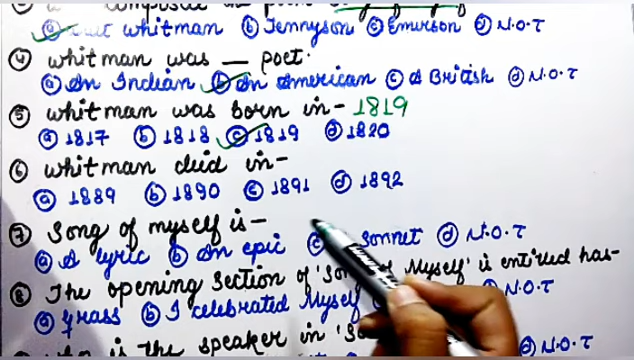 composed
whitman ⓑ Tennyson ⓒ Emerson ⓓ N.O.T
④ whitman was — poet.
ⓐ An Indian ⓑ An American ⓒ A British ⓓ N.O.T
⑤ whitman was born in- 1819
ⓐ 1817 ⓑ 1818 ⓒ 1819 ⓓ 1820
⑥ whitman died in-
ⓐ 1889 ⓑ 1890 ⓒ 1891 ⓓ 1892
⑦ Song of myself is-
ⓐ A lyric ⓑ An epic ⓒ Sonnet ⓓ N.O.T
⑧ The opening section of 'Song of Myself' is entitled has-
ⓐ Grass ⓑ I celebrated Myself ⓓ N.O.T
is the speaker in
ⓓ N.O.T